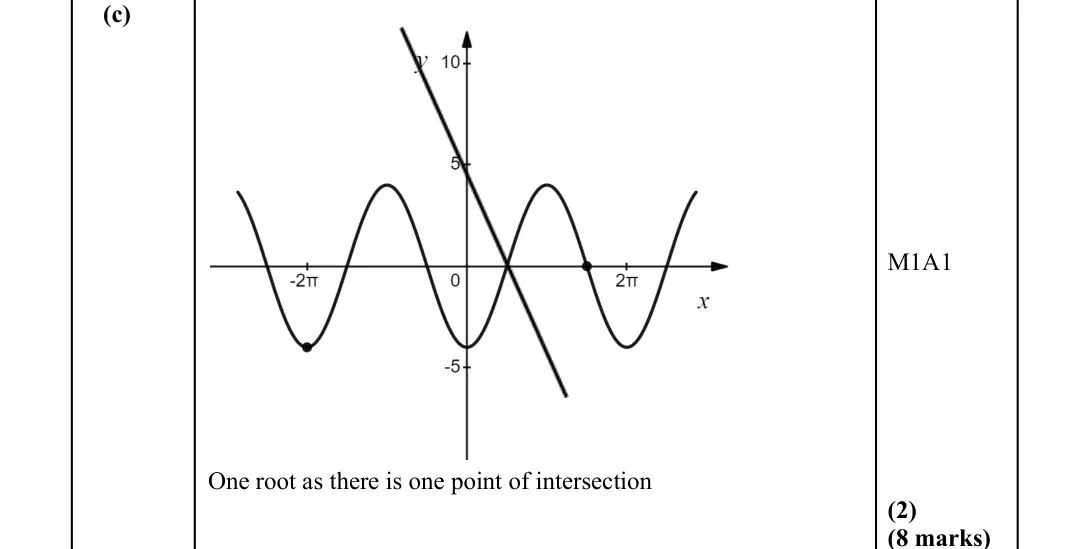 (c)
y 10
5
-2π 0 2π
x
-5
M1A1
One root as there is one point of intersection
(2)
(8 marks)